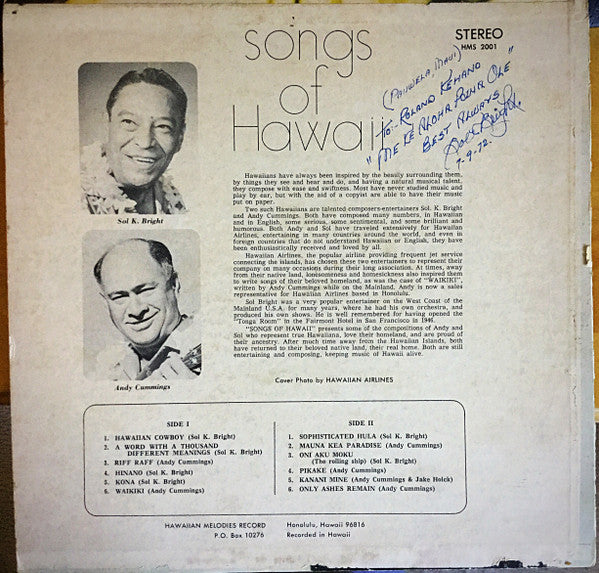 songs
of
Hawaii
STEREO
HMS 2001
(PAUWELA, MAUI)
To:- ROLAND KEHANO
"ME KE ALOHA PAUNA OLE"
BEST ALWAYS
Sol K. Bright
7-9-72
Sol K. Bright
Andy Cummings
Hawaiians have always been inspired by the beauty surrounding them,
by things they see and hear and do, and having a natural musical talent,
they compose with ease and swiftness. Most have never studied music and
play by ear, but with the aid of a copyist are able to have their music
put on paper.
Two such Hawaiians are talented composers-entertainers Sol. K. Bright
and Andy Cummings. Both have composed many numbers, in Hawaiian
and in English, some serious, some sentimental, and some brilliant and
humorous. Both Andy and Sol have traveled extensively for Hawaiian
Airlines, entertaining in many countries around the world, and even in
foreign countries that do not understand Hawaiian or English, they have
been enthusiastically received and loved by all.
Hawaiian Airlines, the popular airline providing frequent jet service
connecting the islands, has chosen these two entertainers to represent their
company on many occasions during their long association. At times, away
from their native land, lonisomeness and homesickness also inspired them
to write songs of their beloved homeland, as was the case of "WAIKIKI",
written by Andy Cummings while on the Mainland. Andy is now a sales
representative for Hawaiian Airlines based in Honolulu.
Sol Bright was a very popular entertainer on the West Coast of the
Mainland U.S.A. for many years, where he had his own orchestra, and
produced his own shows. He is well remembered for having opened the
"Tonga Room" in the Fairmont Hotel in San Francisco in 1946.
"SONGS OF HAWAII" presents some of the compositions of Andy and
Sol who represent true Hawaiians, love their homeland, and are proud of
their ancestry. After much time away from the Hawaiian Islands, both
have returned to their beloved native land, their real home. Both are still
entertaining and composing, keeping music of Hawaii alive.
Cover Photo by HAWAIIAN AIRLINES
SIDE I
1. HAWAIIAN COWBOY (Sol K. Bright)
2. A WORD WITH A THOUSAND
DIFFERENT MEANINGS (Sol K. Bright)
3. RIFF RAFF (Andy Cummings)
4. HINANO (Sol K. Bright)
5. KONA (Sol K. Bright)
6. WAIKIKI (Andy Cummings)
SIDE II
1. SOPHISTICATED HULA (Sol K. Bright)
2. MAUNA KEA PARADISE (Andy Cummings)
3. ONI AKU MOKU
(The rolling ship) (Sol K. Bright)
4. PIKAKE (Andy Cummings)
5. KANANI MINE (Andy Cummings & Jake Holck)
6. ONLY ASHES REMAIN (Andy Cummings)
HAWAIIAN MELODIES RECORD
P.O. Box 10276
Honolulu, Hawaii 96816
Recorded in Hawaii